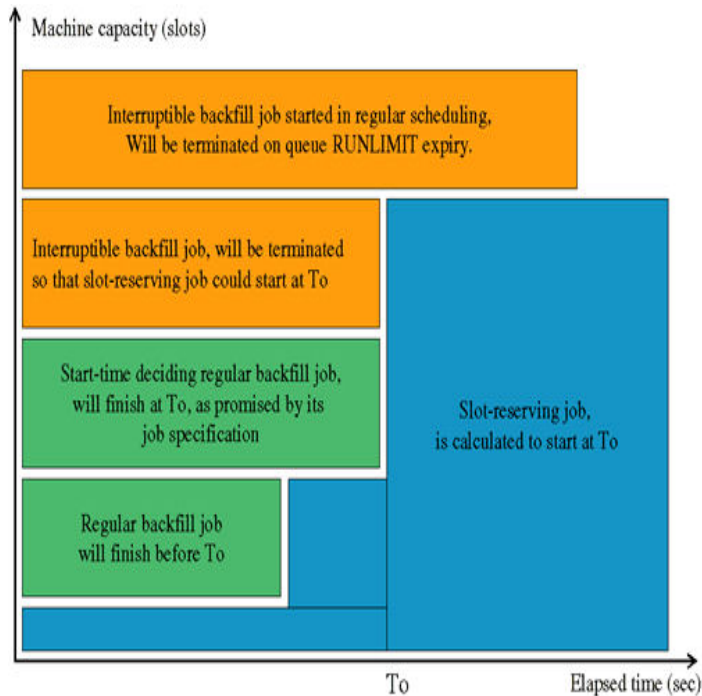 Machine capacity (slots)
Interruptible backfill job started in regular scheduling,
Will be terminated on queue RUNLIMIT expiry.
Interruptible backfill job, will be terminated
so that slot-reserving job could start at To
Start-time deciding regular backfill job,
will finish at To, as promised by its
job specification
Slot-reserving job,
is calculated to start at To
Regular backfill job
will finish before To
To
Elapsed time (sec)